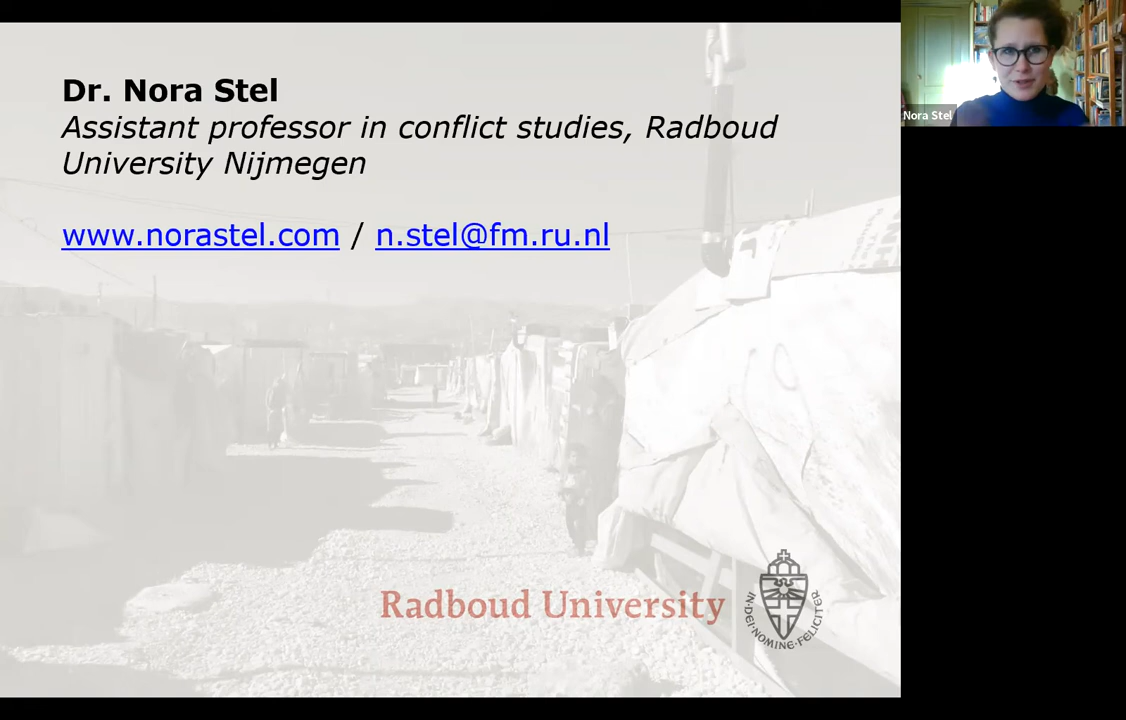 Dr. Nora Stel
Assistant professor in conflict studies, Radboud
University Nijmegen
www.norastel.com / n.stel@fm.ru.nl
Nora Stel
Radboud University
IN·DEI·NOMINE·FELICITER